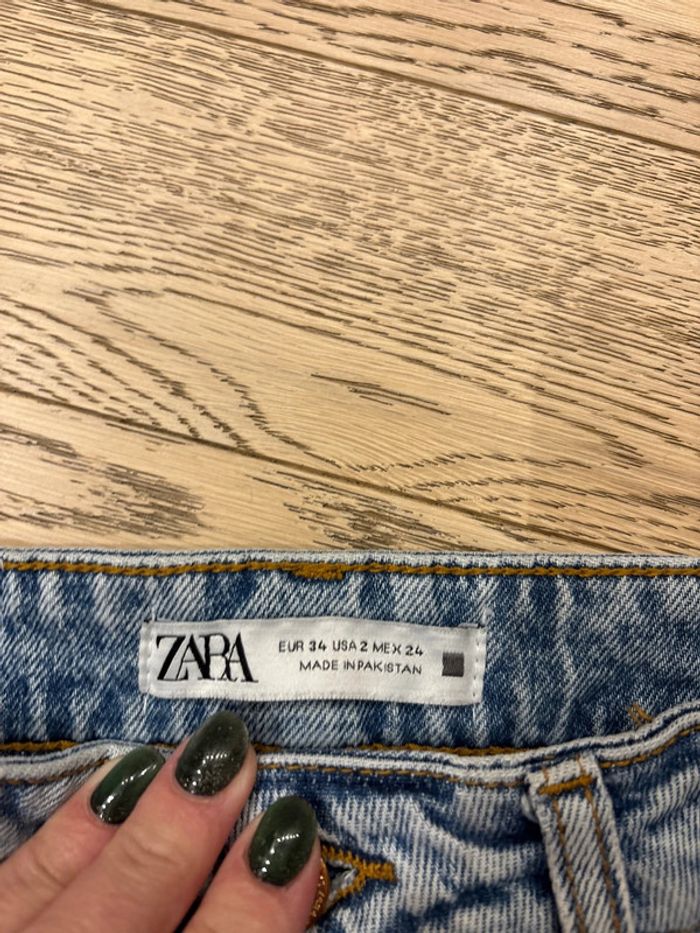 ZARA
EUR 34 USA 2 MEX 24
MADE IN PAKISTAN